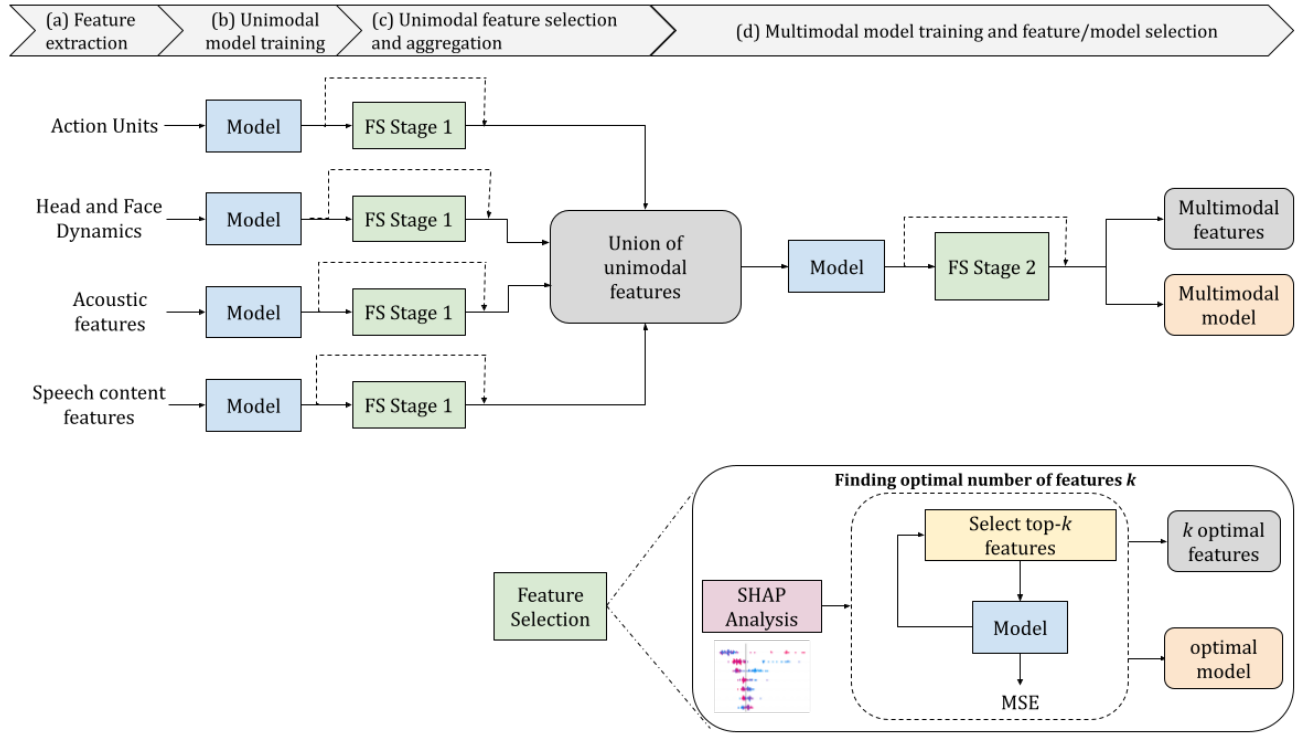 (a) Feature
extraction
(b) Unimodal
model training
(c) Unimodal feature selection
and aggregation
(d) Multimodal model training and feature/model selection
Action Units
Model
FS Stage 1
Head and Face
Dynamics
Model
FS Stage 1
Acoustic
features
Model
FS Stage 1
Speech content
features
Model
FS Stage 1
Union of
unimodal
features
Model
FS Stage 2
Multimodal
features
Multimodal
model
Feature
Selection
Finding optimal number of features k
SHAP
Analysis
Select top-k
features
Model
MSE
k optimal
features
optimal
model